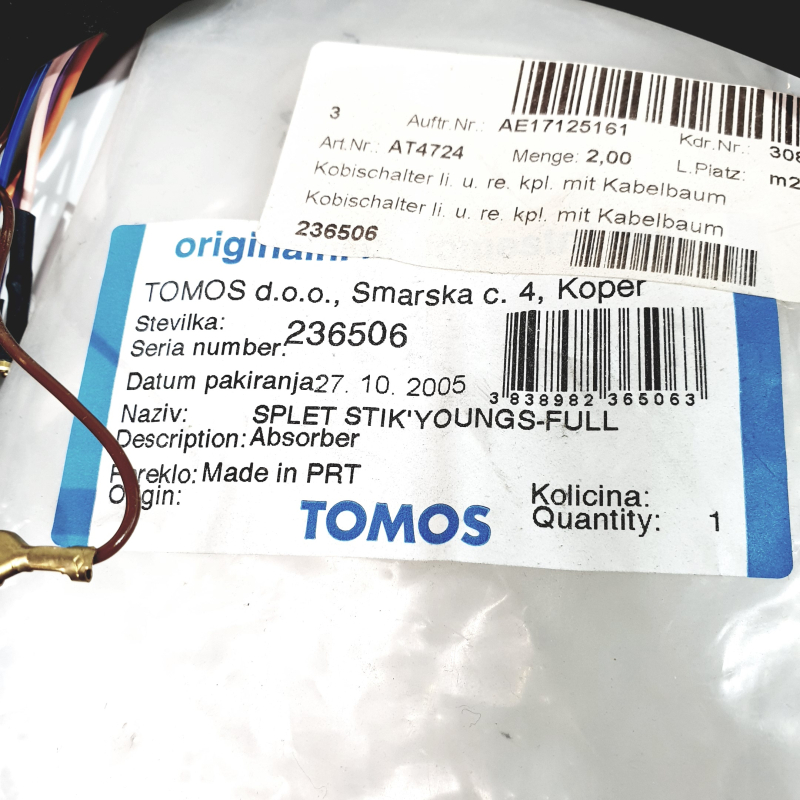 3 Auftr.Nr.: AE17125161 Kdr.Nr.: 308
Art.Nr.: AT4724 Menge: 2,00 L.Platz: m2
Kobischalter li. u. re. kpl. mit Kabelbaum
Kobischalter li. u. re. kpl. mit Kabelbaum
236506
TOMOS d.o.o., Smarska c. 4, Koper
Stevilka:
Seria number: 236506
Datum pakiranja 27. 10. 2005
3 838982 365063
Naziv: SPLET STIK'YOUNGS-FULL
Description: Absorber
Poreklo: Made in PRT
Origin:
Kolicina:
Quantity: 1
TOMOS